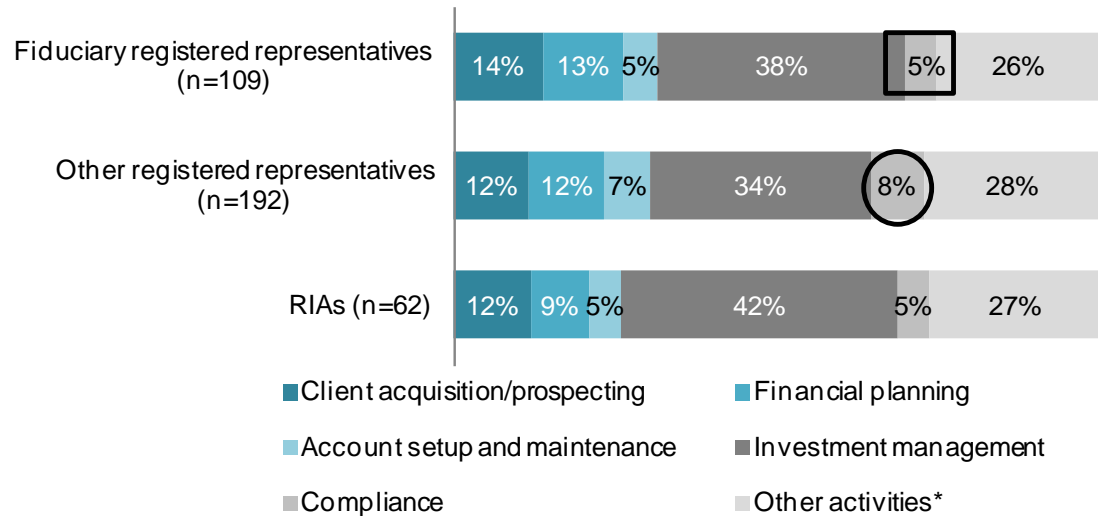 Fiduciary registered representatives
(n=109)
14% 13% 5% 38% 5% 26%
Other registered representatives
(n=192)
12% 12% 7% 34% 8% 28%
RIAs (n=62)
12% 9% 5% 42% 5% 27%
Client acquisition/prospecting
Financial planning
Account setup and maintenance
Investment management
Compliance
Other activities*